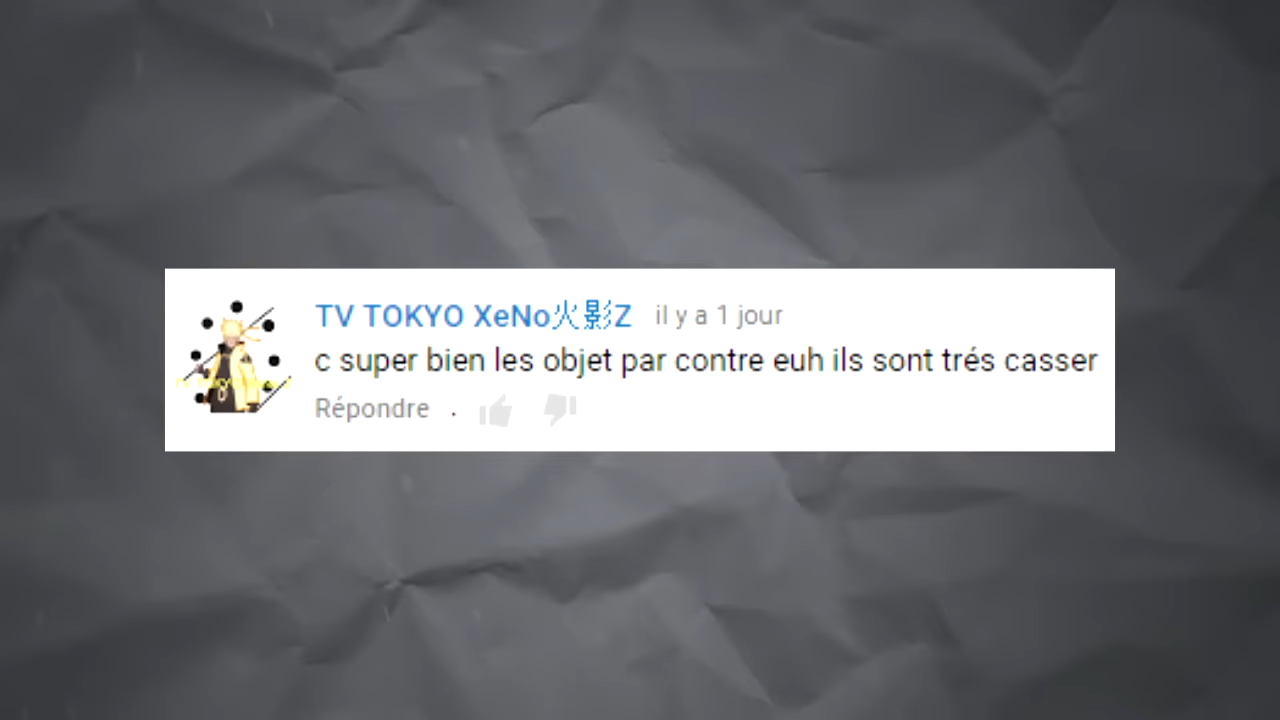 TV TOKYO XeNo火影Z il y a 1 jour
c super bien les objet par contre euh ils sont trés casser
Répondre .